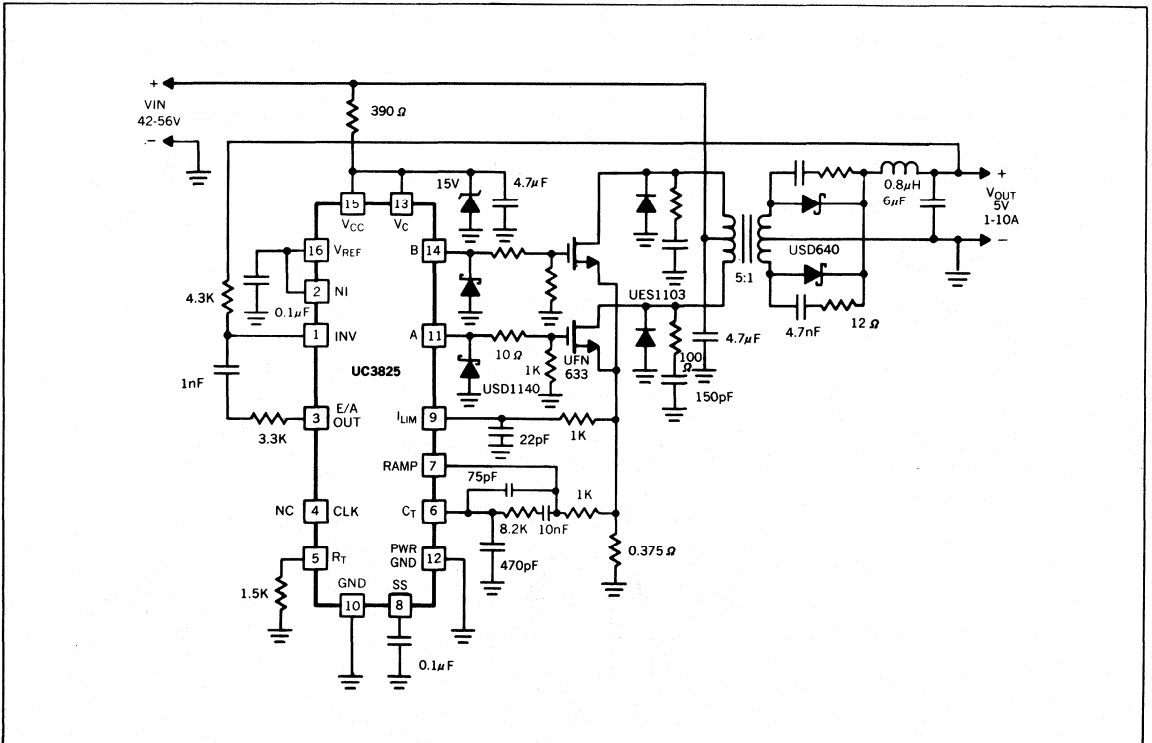 +
VIN
42-56V
-
390 Ω
15V
4.7μF
15
13
VCC
VC
16 VREF
B 14
2 NI
0.1μF
4.3K
1 INV
A 11
10 Ω
1K
UFN
633
USD1140
UC3825
1nF
3 E/A
OUT
3.3K
ILIM 9
22pF
1K
RAMP 7
75pF
1K
NC 4 CLK
CT 6
8.2K
10nF
5 RT
PWR
GND 12
470pF
0.375 Ω
1.5K
GND
10
SS
8
0.1μF
UES1103
4.7μF
100
Ω
150pF
5:1
USD640
4.7nF
12 Ω
0.8μH
6μF
+
VOUT
5V
1-10A
-